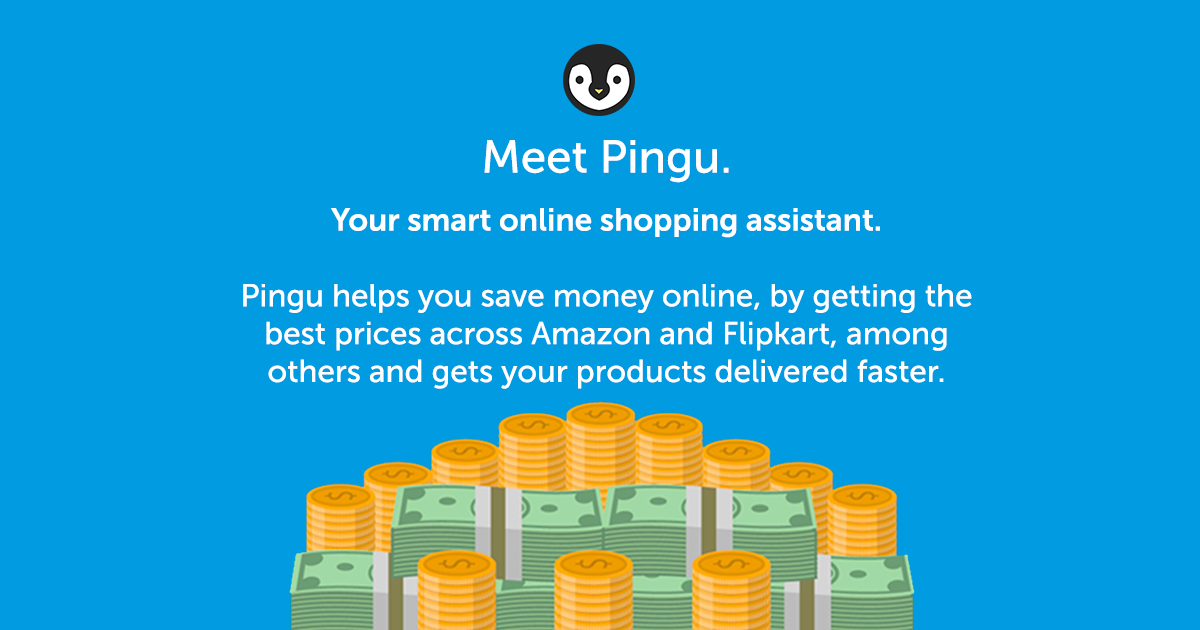 Meet Pingu.
Your smart online shopping assistant.
Pingu helps you save money online, by getting the
best prices across Amazon and Flipkart, among
others and gets your products delivered faster.